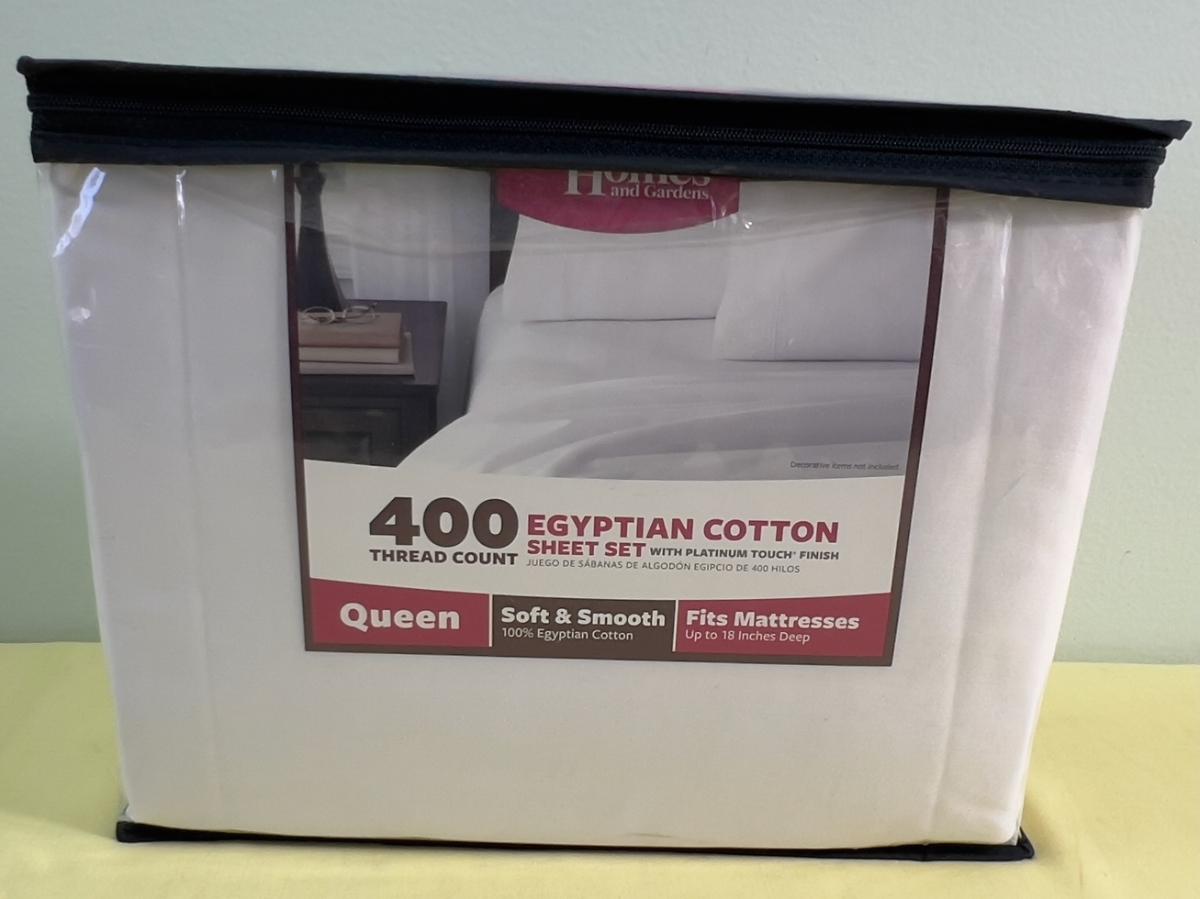 Homes
and Gardens
Decorative items not included
400 EGYPTIAN COTTON
THREAD COUNT SHEET SET WITH PLATINUM TOUCH® FINISH
JUEGO DE SÁBANAS DE ALGODÓN EGIPCIO DE 400 HILOS
Queen
Soft & Smooth
100% Egyptian Cotton
Fits Mattresses
Up to 18 Inches Deep